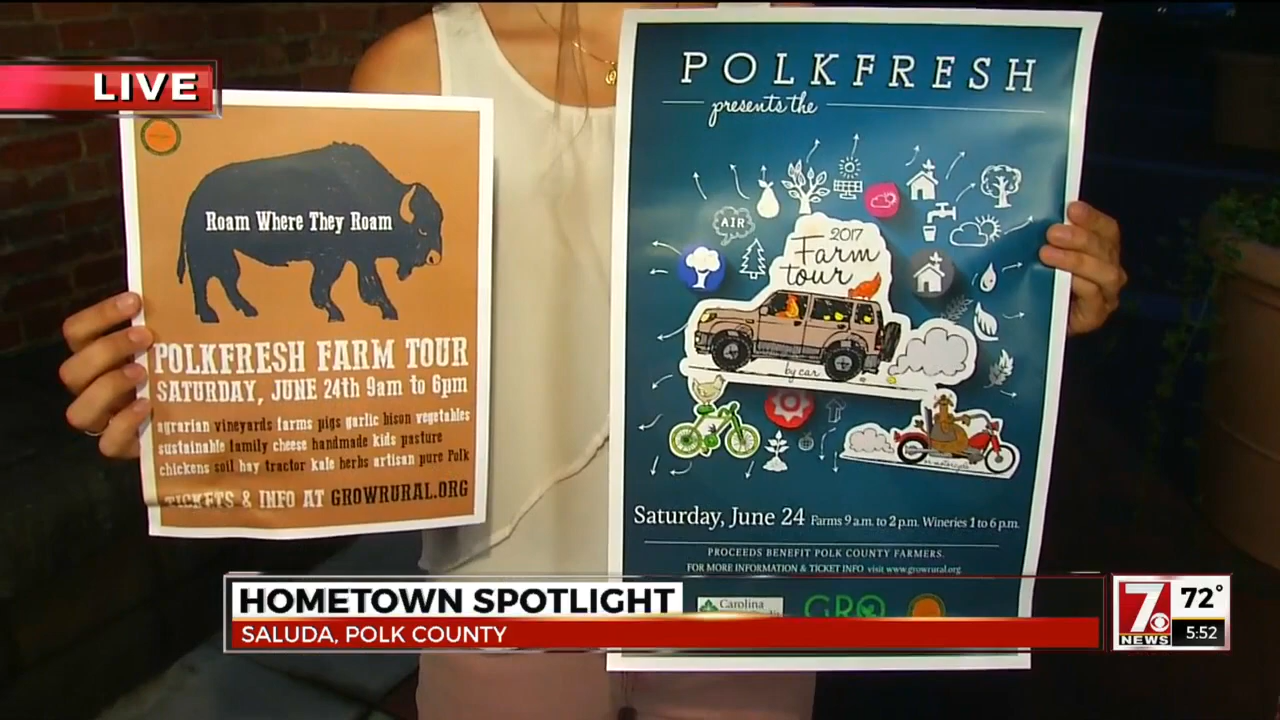 LIVE
Roam Where They Roam
POLKFRESH FARM TOUR
SATURDAY, JUNE 24th 9am to 6pm
agrarian vineyards farms pigs garlic bison vegetables
sustainable family cheese handmade kids pasture
chickens soil hay tractor kale herbs artisan pure Polk
TICKETS & INFO AT GROWRURAL.ORG
POLKFRESH
presents the
AIR
2017
Farm
tour
by car
motorcycle
Saturday, June 24 Farms 9 a.m. to 2 p.m. Wineries 1 to 6 p.m.
PROCEEDS BENEFIT POLK COUNTY FARMERS.
FOR MORE INFORMATION & TICKET INFO visit www.growrural.org
Carolina
GRO
HOMETOWN SPOTLIGHT
SALUDA, POLK COUNTY
7
NEWS
72°
5:52